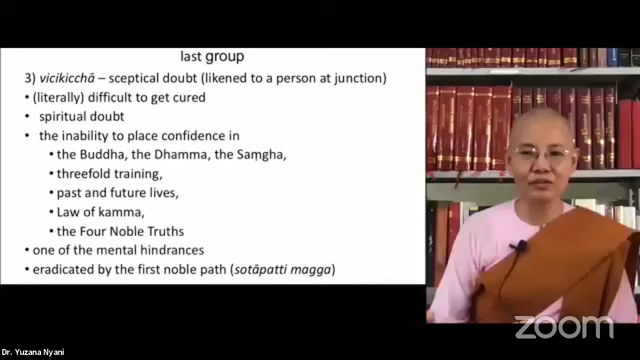 last group
3) vicikicchā – sceptical doubt (likened to a person at junction)
• (literally) difficult to get cured
• spiritual doubt
• the inability to place confidence in
• the Buddha, the Dhamma, the Saṃgha,
• threefold training,
• past and future lives,
• Law of kamma,
• the Four Noble Truths
• one of the mental hindrances
• eradicated by the first noble path (sotāpatti magga)
zoom
Dr. Yuzana Nyani